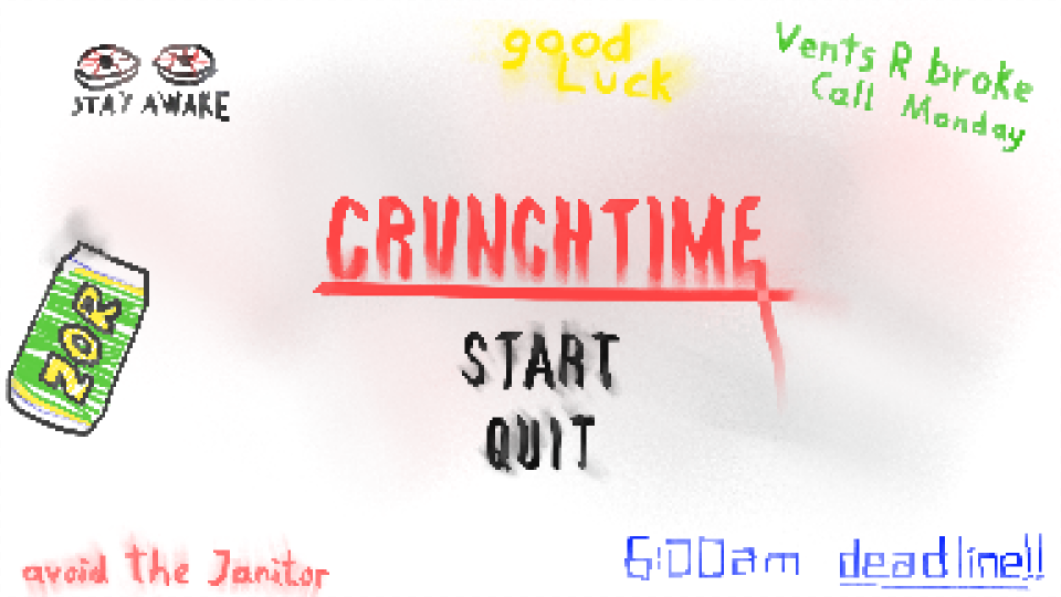 STAY AWAKE
good
Luck
Vents R broke
Call Monday
CRUNCHTIME
ZOR
START
QUIT
avoid the Janitor
6:00am deadline!!